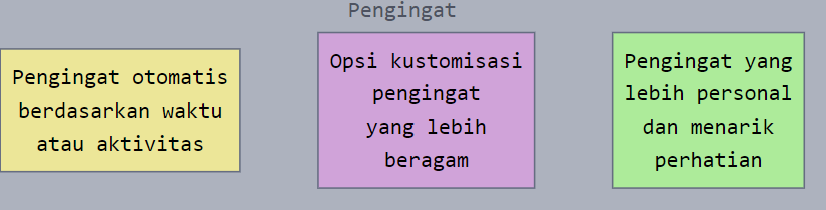 Pengingat
Pengingat otomatis
berdasarkan waktu
atau aktivitas
Opsi kustomisasi
pengingat
yang lebih
beragam
Pengingat yang
lebih personal
dan menarik
perhatian